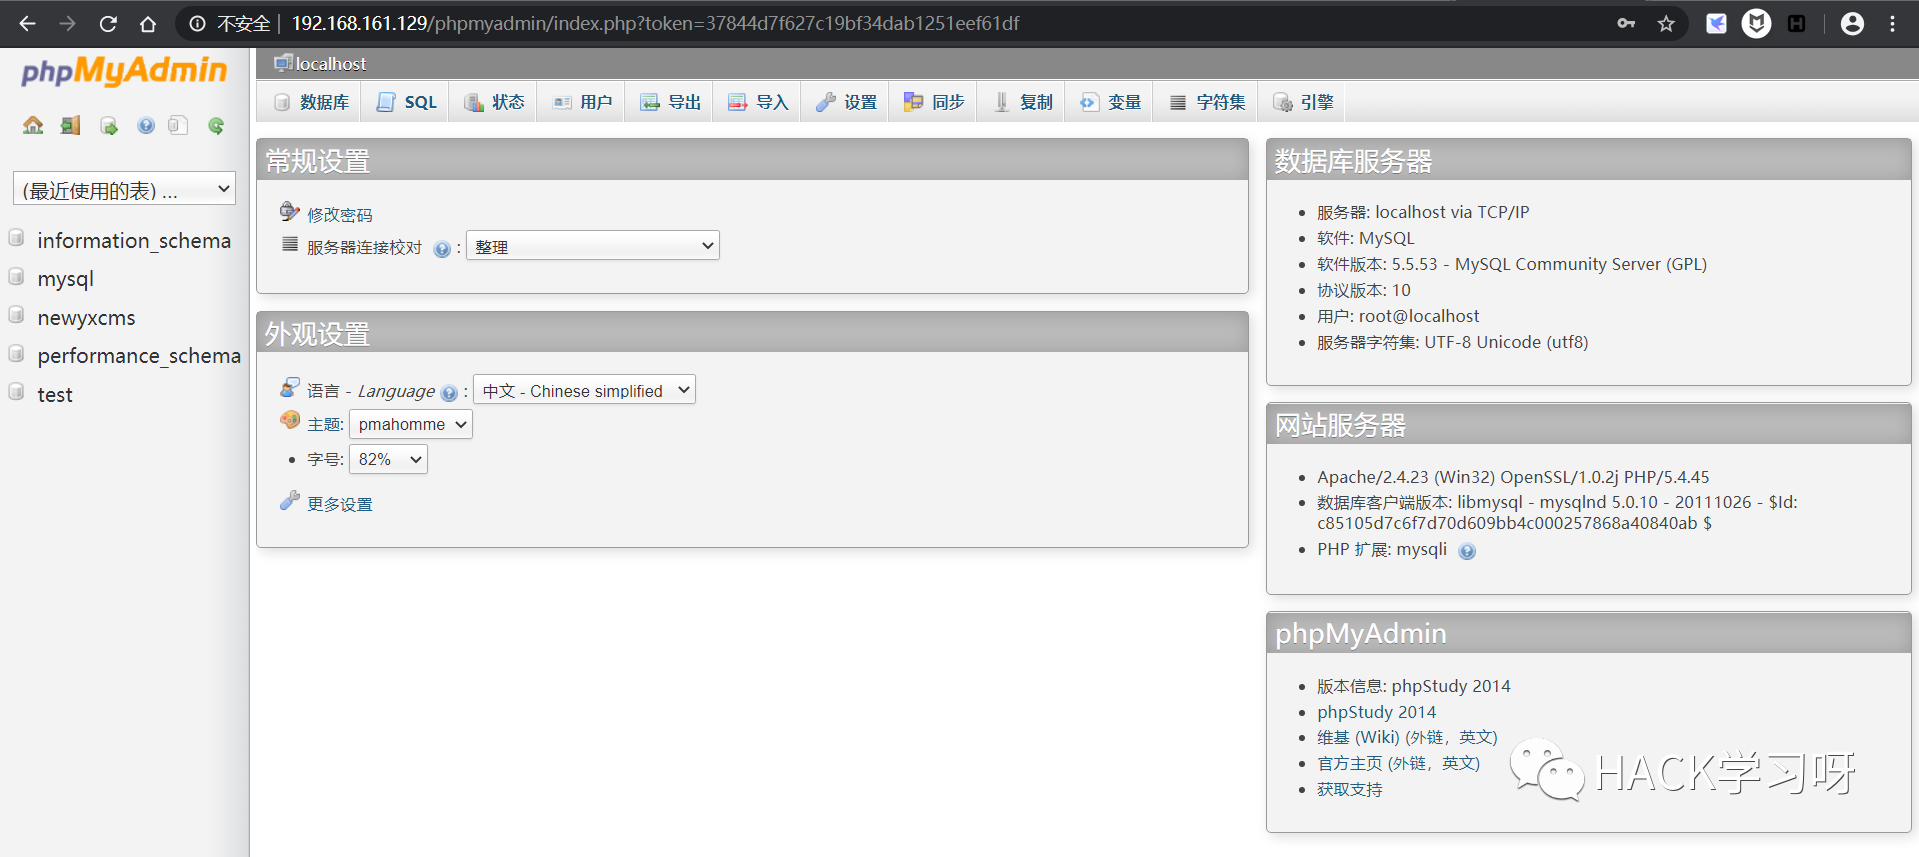 不安全 | 192.168.161.129/phpmyadmin/index.php?token=37844d7f627c19bf34dab1251eef61df
phpMyAdmin
(最近使用的表) ...
information_schema
mysql
newyxcms
performance_schema
test
localhost
数据库 SQL 状态 用户 导出 导入 设置 同步 复制 变量 字符集 引擎
常规设置
修改密码
服务器连接校对 : 整理
外观设置
语言 - Language : 中文 - Chinese simplified
主题: pmahomme
字号: 82%
更多设置
数据库服务器
服务器: localhost via TCP/IP
软件: MySQL
软件版本: 5.5.53 - MySQL Community Server (GPL)
协议版本: 10
用户: root@localhost
服务器字符集: UTF-8 Unicode (utf8)
网站服务器
Apache/2.4.23 (Win32) OpenSSL/1.0.2j PHP/5.4.45
数据库客户端版本: libmysql - mysqlnd 5.0.10 - 20111026 - $Id:
c85105d7c6f7d70d609bb4c000257868a40840ab $
PHP 扩展: mysqli
phpMyAdmin
版本信息: phpStudy 2014
phpStudy 2014
维基 (Wiki) (外链，英文)
官方主页 (外链，英文)
获取支持
HACK学习呀